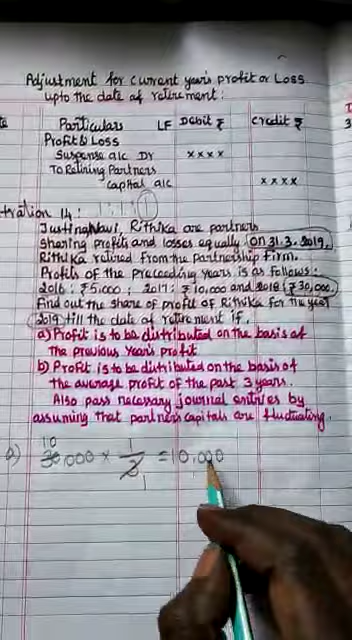 Adjustment for current year's profit or Loss
upto the date of retirement:
Particulars LF Debit ₹ Credit ₹
Profit & Loss
Suspense a/c Dr xxxx
To Retiring Partners
capital a/c xxxx
tration 14:
Rithika are partners
sharing profits and losses equally on 31.3.2019,
Rithika retired from the partnership firm.
Profits of the preceeding years is as follows:
2016: ₹5,000; 2017: ₹10,000 and 2018 ₹30,000.
Find out the share of profit of Rithika for the year
2019 till the date of retirement if,
a) Profit is to be distributed on the basis of
the previous year's profit
b) Profit is to be distributed on the basis of
the average profit of the past 3 years.
Also pass necessary journal entries by
assuming that partners capitals are fluctuating.
10 1
a) 30,000 × 1/2 = 10,000